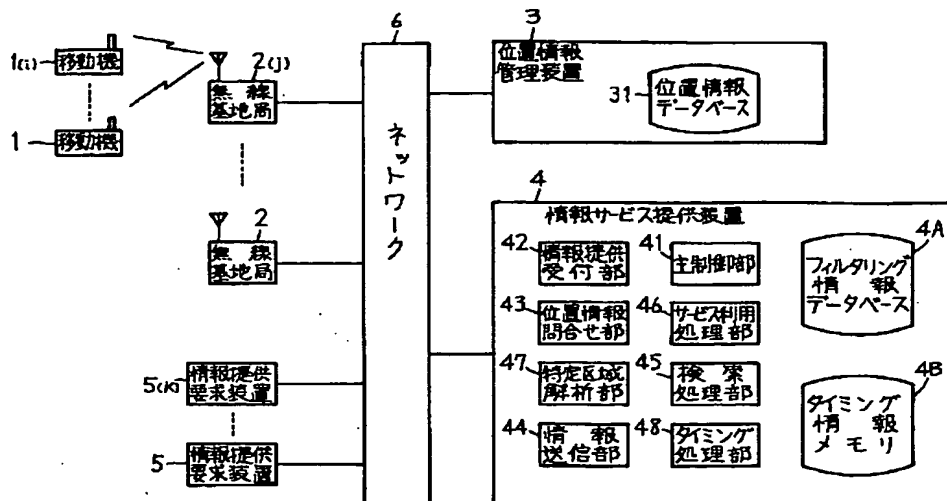 6
3
1(i)
移動機
2(j)
位置情報
管理装置
31
位置情報
データベース
無線
基地局
1
移動機
ネットワーク
4
情報サービス提供装置
2
無線
基地局
42
情報提供
受付部
41
主制御部
4A
フィルタリング
情報
データベース
43
位置情報
問合せ部
46
サービス利用
処理部
5(K)
情報提供
要求装置
47
特定区域
解析部
45
検索
処理部
4B
タイミング
情報
メモリ
5
情報提供
要求装置
44
情報
送信部
48
タイミング
処理部